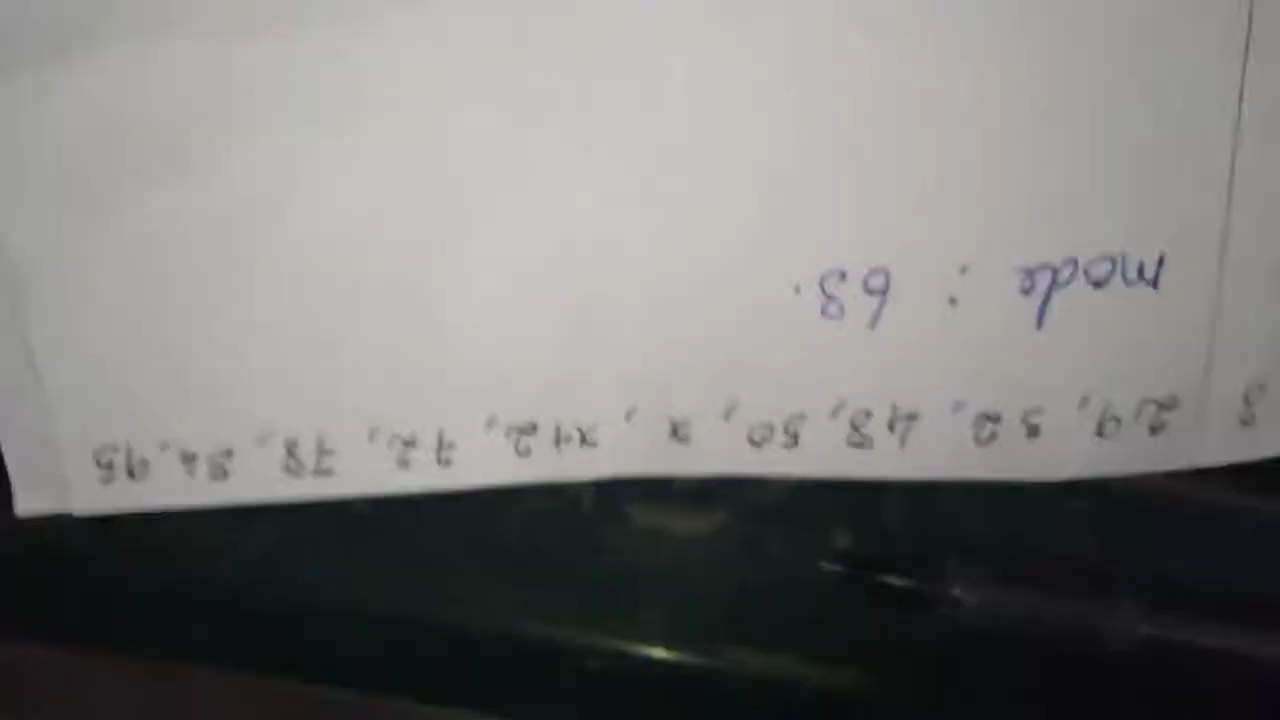 29, 32, 48, 50, x, x+2, 72, 78, 84, 95
mode : 63.